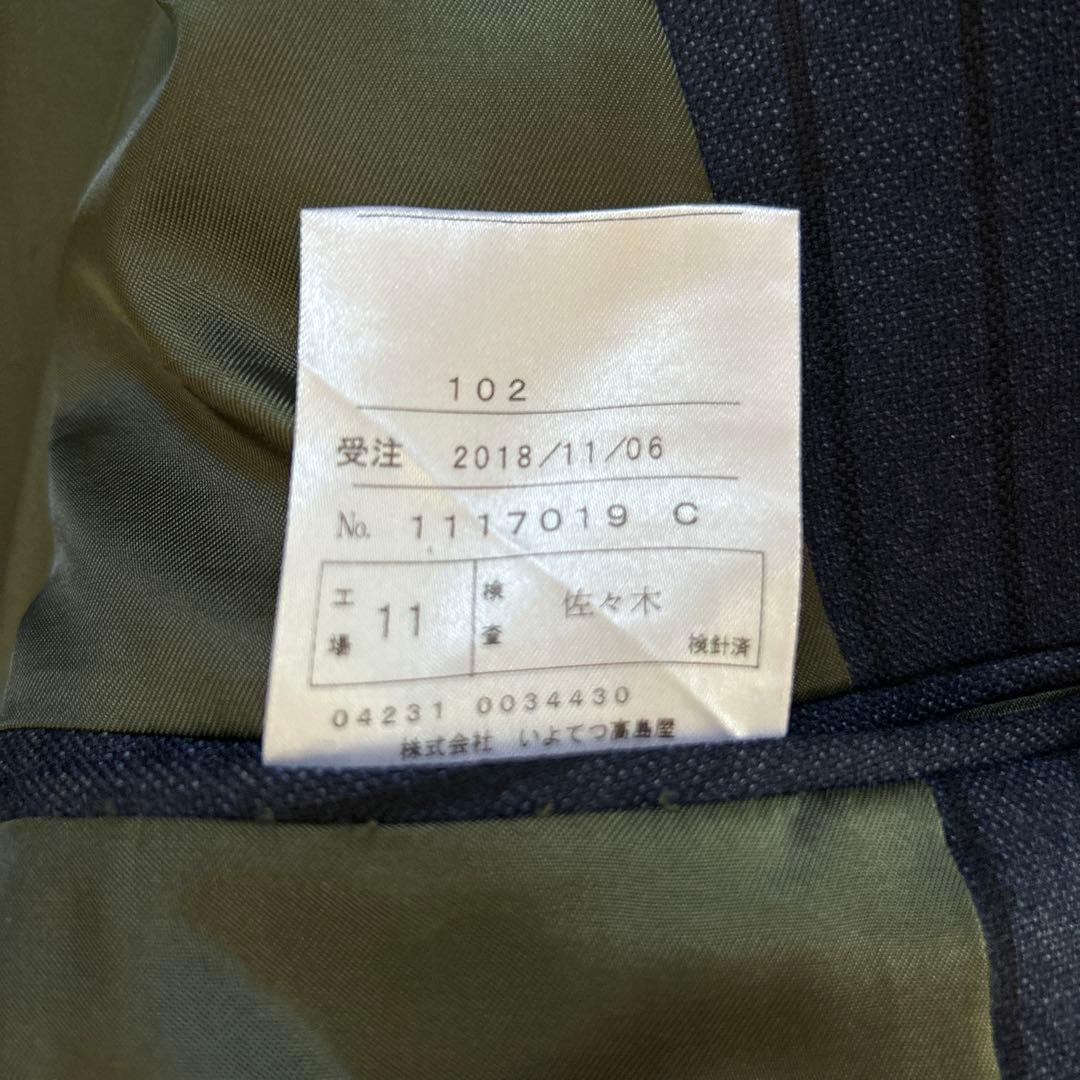 102
受注 2018/11/06
№ 1117019 C
工場 11 検査 佐々木
検針済
04231 0034430
株式会社 いよてつ高島屋